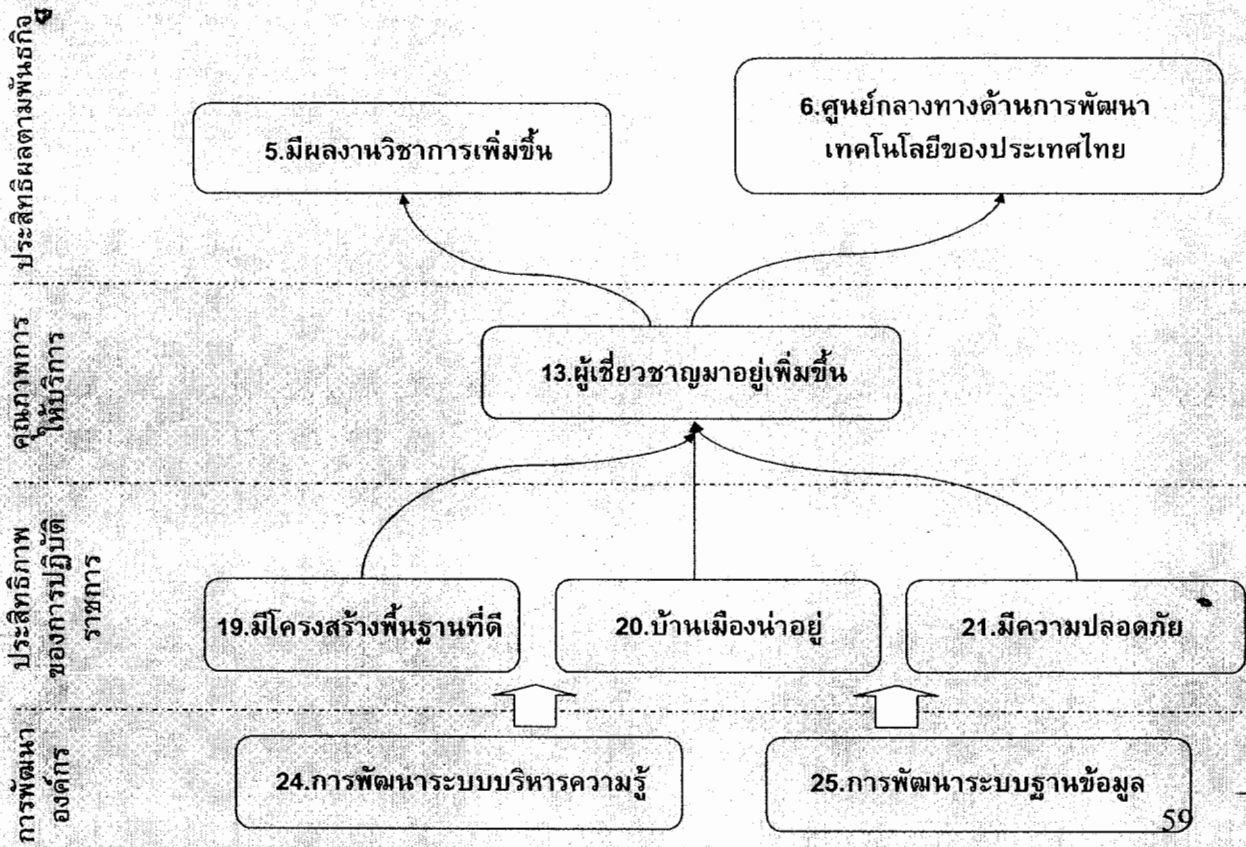 ประสิทธิผลตามพันธกิจ
5.มีผลงานวิชาการเพิ่มขึ้น
6.ศูนย์กลางทางด้านการพัฒนา
เทคโนโลยีของประเทศไทย
คุณภาพการ
ให้บริการ
13.ผู้เชี่ยวชาญมาอยู่เพิ่มขึ้น
ประสิทธิภาพ
ของการปฏิบัติ
ราชการ
19.มีโครงสร้างพื้นฐานที่ดี
20.บ้านเมืองน่าอยู่
21.มีความปลอดภัย
การพัฒนา
องค์กร
24.การพัฒนาระบบบริหารความรู้
25.การพัฒนาระบบฐานข้อมูล
59